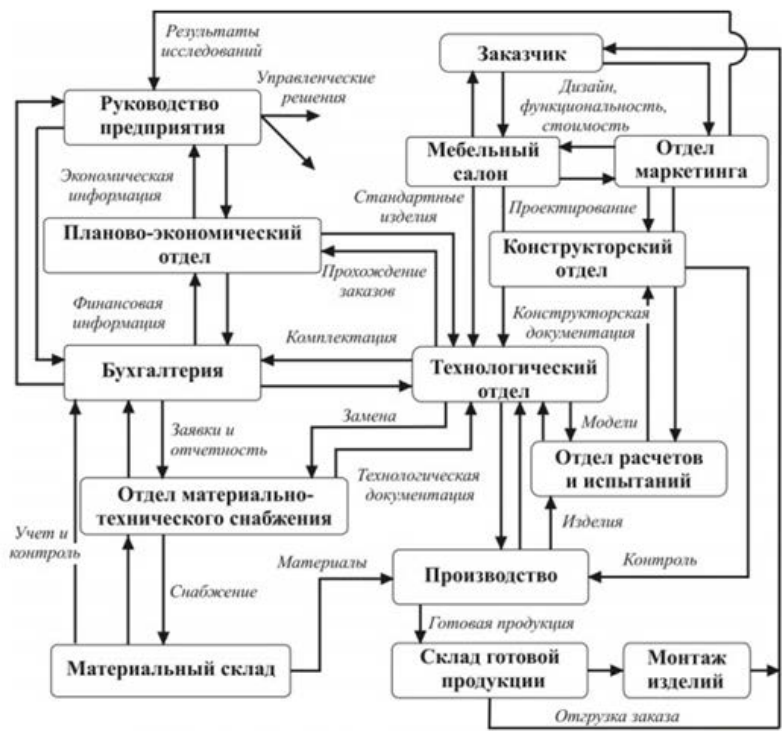 Результаты
исследований
Заказчик
Управленческие
решения
Дизайн,
функциональность,
стоимость
Руководство
предприятия
Мебельный
салон
Отдел
маркетинга
Экономическая
информация
Стандартные
изделия
Проектирование
Планово-экономический
отдел
Конструкторский
отдел
Прохождение
заказов
Финансовая
информация
Конструкторская
документация
Комплектация
Бухгалтерия
Технологический
отдел
Замена
Заявки и
отчетность
Модели
Отдел расчетов
и испытаний
Технологическая
документация
Отдел материально-
технического снабжения
Учет и
контроль
Изделия
Материалы
Производство
Контроль
Снабжение
Готовая продукция
Материальный склад
Склад готовой
продукции
Монтаж
изделий
Отгрузка заказа